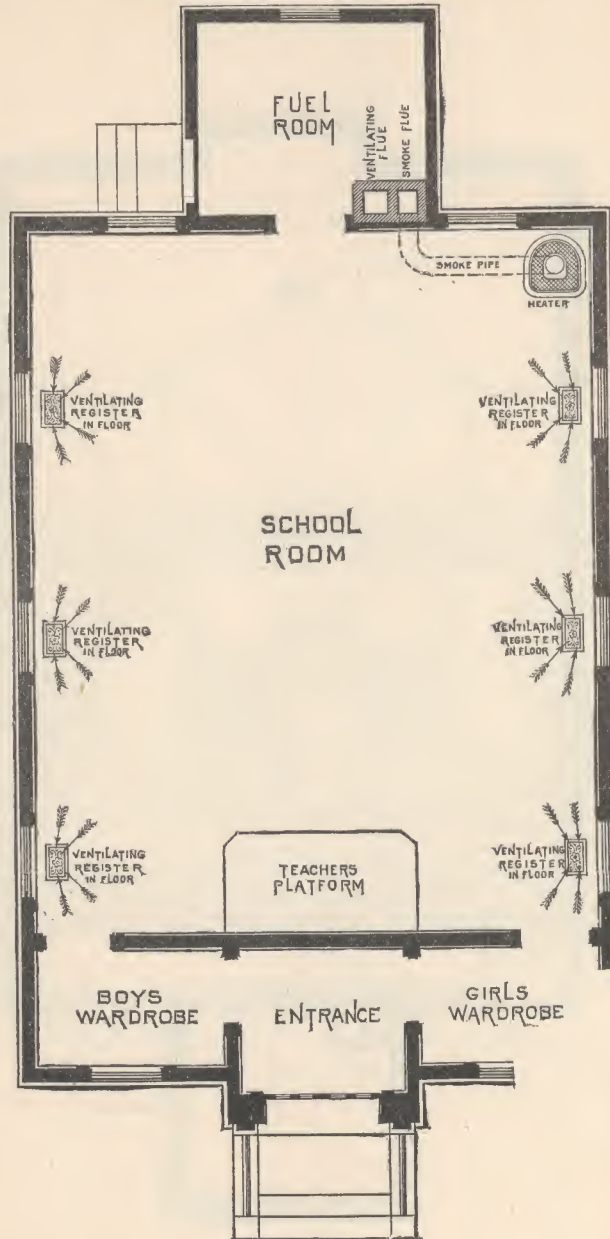 FUEL
ROOM
VENTILATING
FLUE
SMOKE FLUE
SMOKE PIPE
HEATER
VENTILATING
REGISTER
IN FLOOR
VENTILATING
REGISTER
IN FLOOR
SCHOOL
ROOM
VENTILATING
REGISTER
IN FLOOR
VENTILATING
REGISTER
IN FLOOR
VENTILATING
REGISTER
IN FLOOR
TEACHERS
PLATFORM
VENTILATING
REGISTER
IN FLOOR
BOYS
WARDROBE
ENTRANCE
GIRLS
WARDROBE